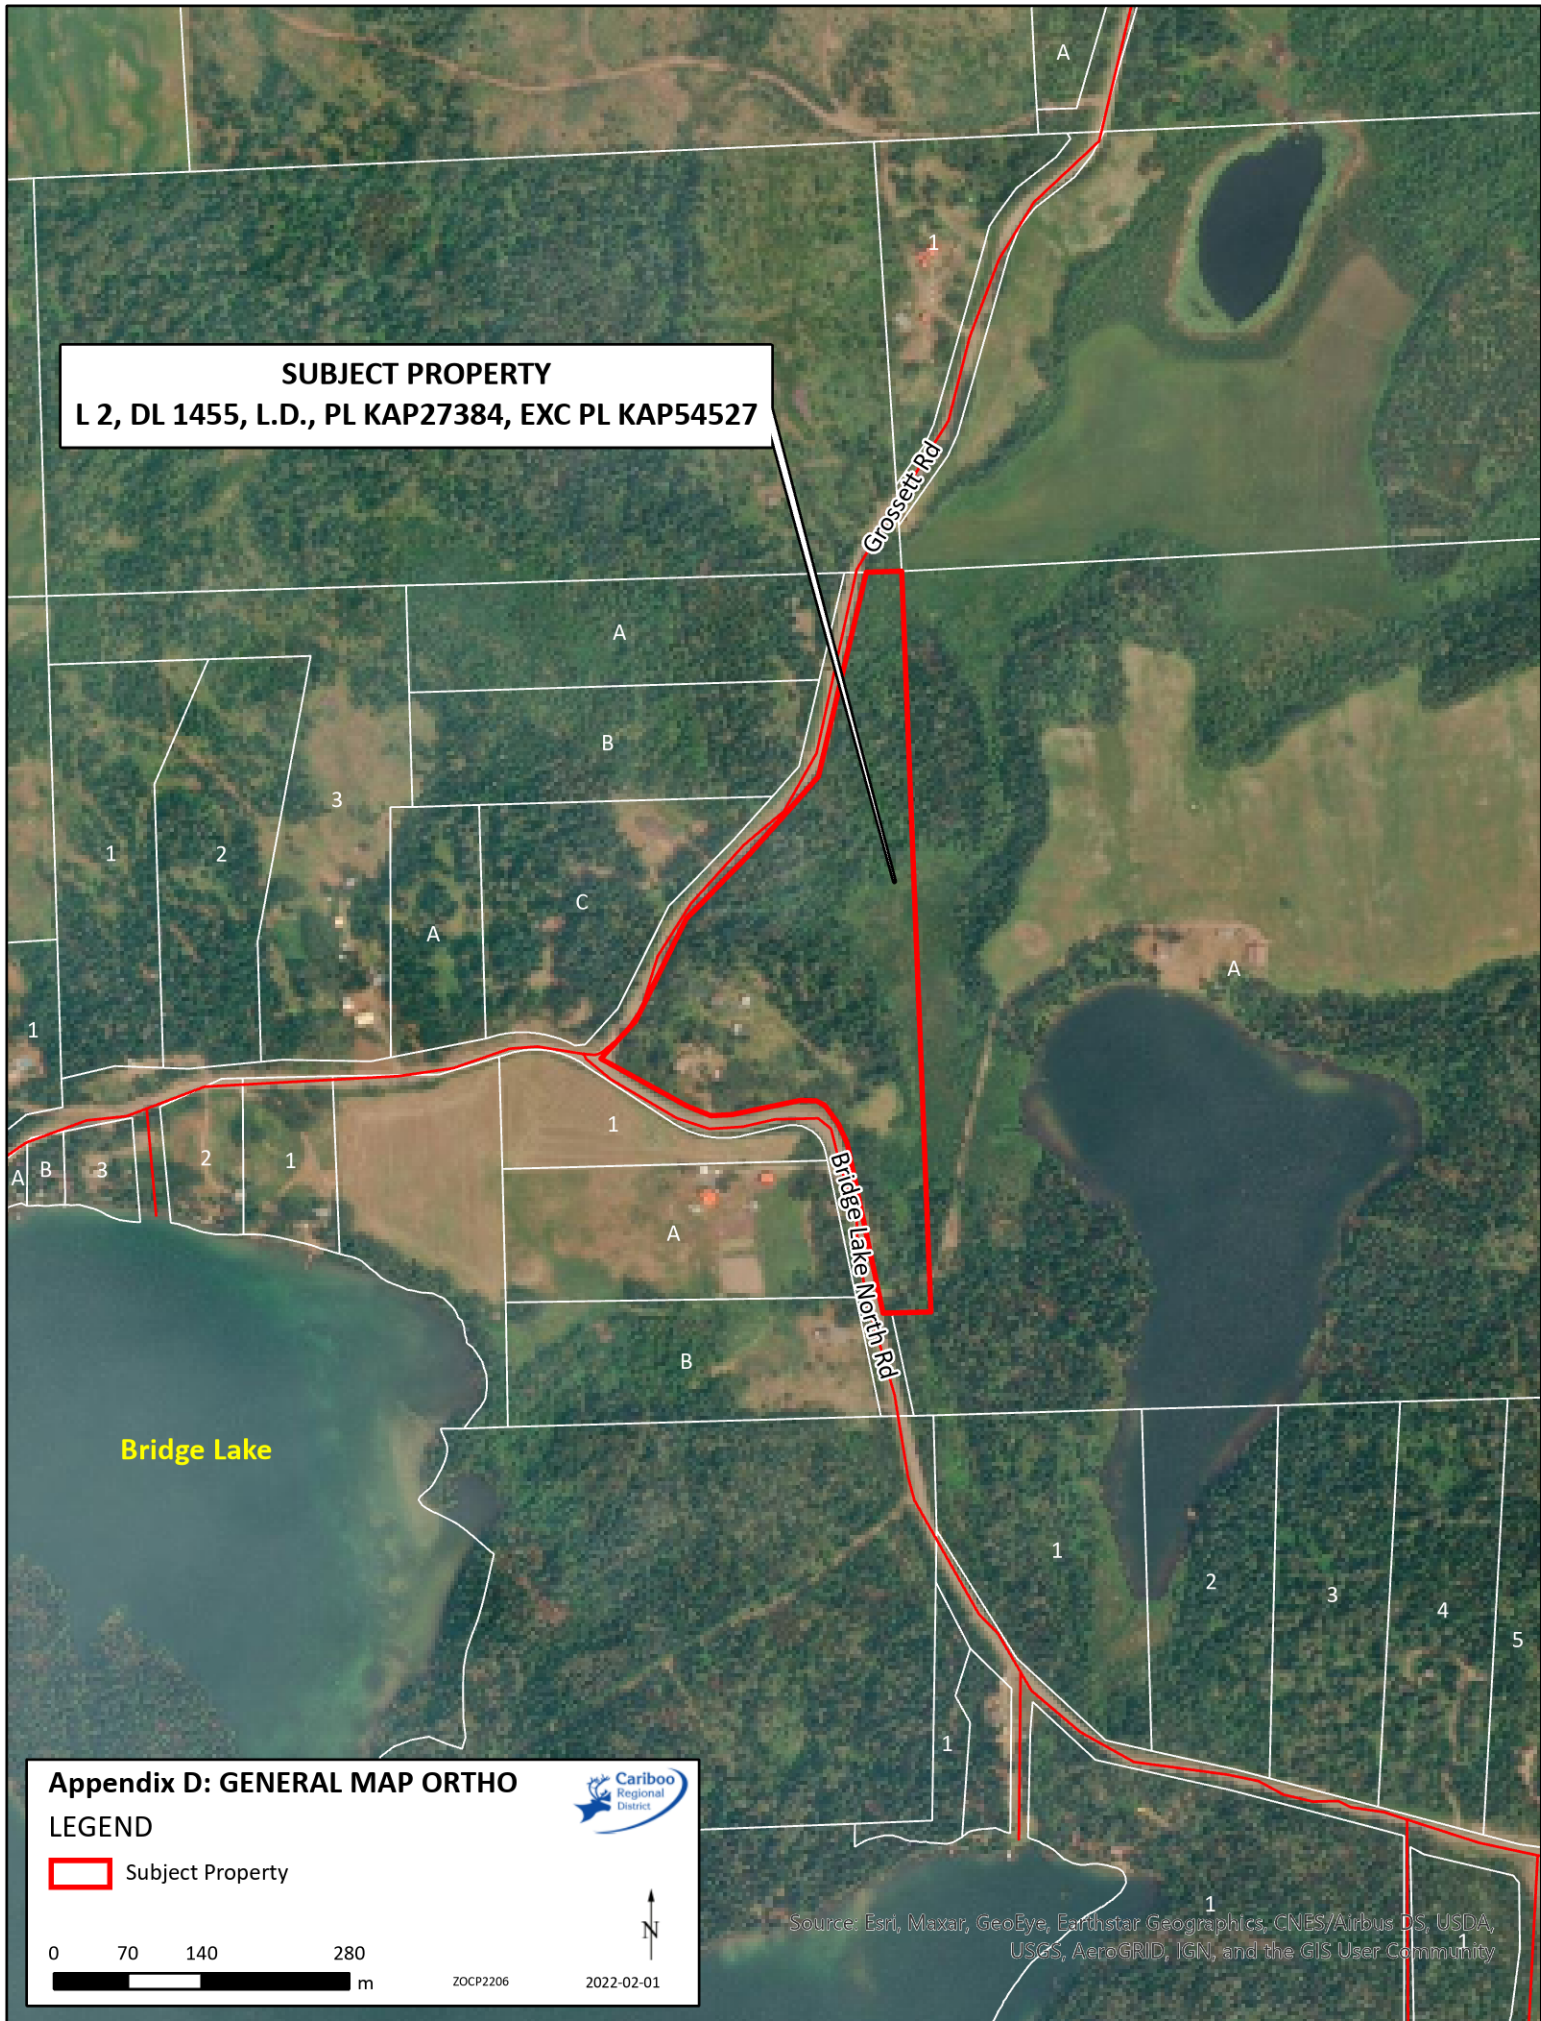 A
1
SUBJECT PROPERTY
L 2, DL 1455, L.D., PL KAP27384, EXC PL KAP54527
Grossett Rd
A
B
3
1
2
C
A
A
1
1
2
1
3
B
A
A
Bridge Lake North Rd
B
Bridge Lake
1
2
3
4
5
1
1
1
Appendix D: GENERAL MAP ORTHO
Cariboo
Regional
District
LEGEND
Subject Property
N
0 70 140 280
m
ZOCP2206
2022-02-01
Source: Esri, Maxar, GeoEye, Earthstar Geographics, CNES/Airbus DS, USDA,
USGS, AeroGRID, IGN, and the GIS User Community